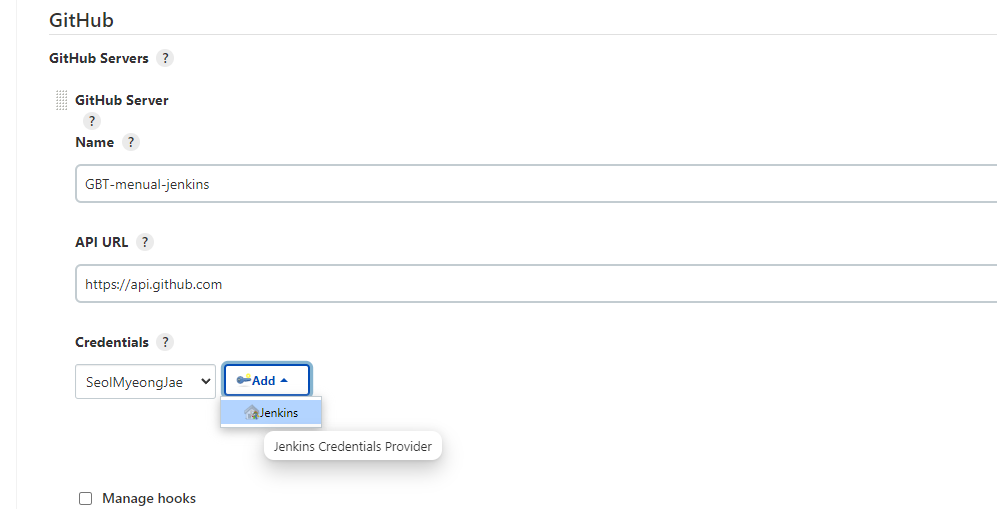 GitHub
GitHub Servers ?
GitHub Server
?
Name ?
GBT-menual-jenkins
API URL ?
https://api.github.com
Credentials ?
SeolMyeongJae Add
Jenkins
Jenkins Credentials Provider
Manage hooks